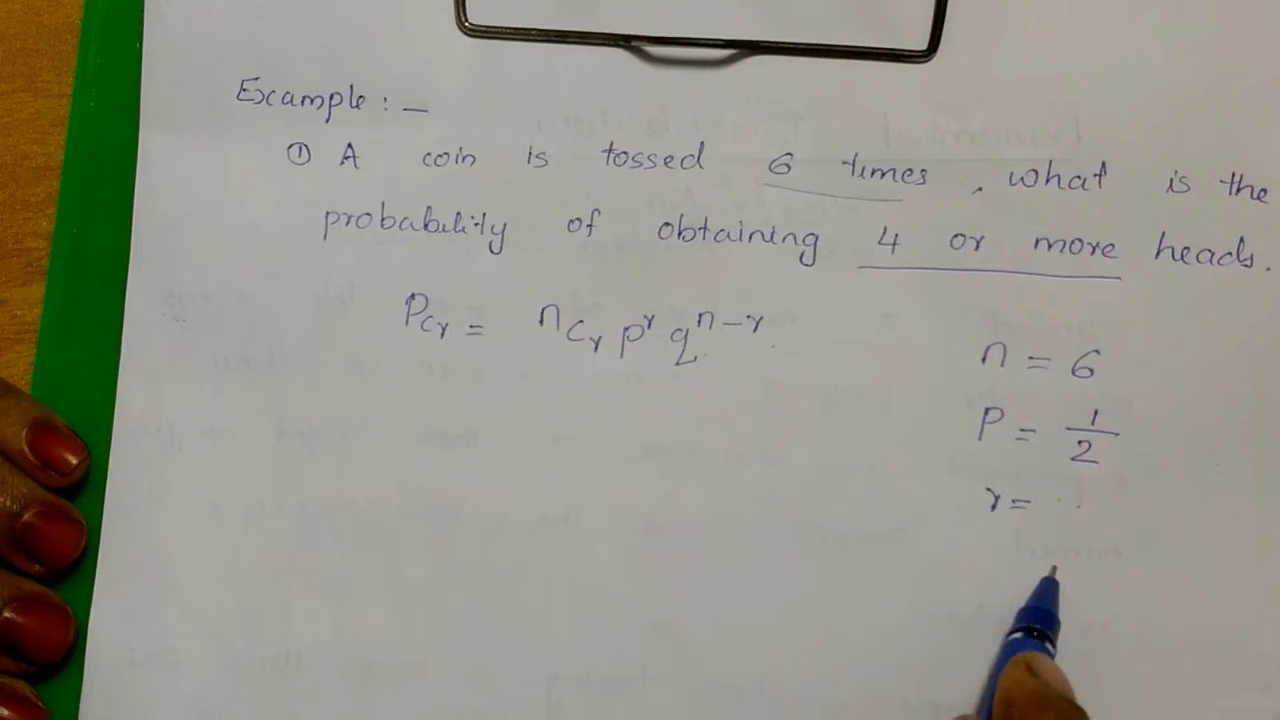 Example : —
① A coin is tossed 6 times, what is the
probability of obtaining 4 or more heads.
Pcr = nCr p^r q^n-r
n = 6
P = 1/2
r =